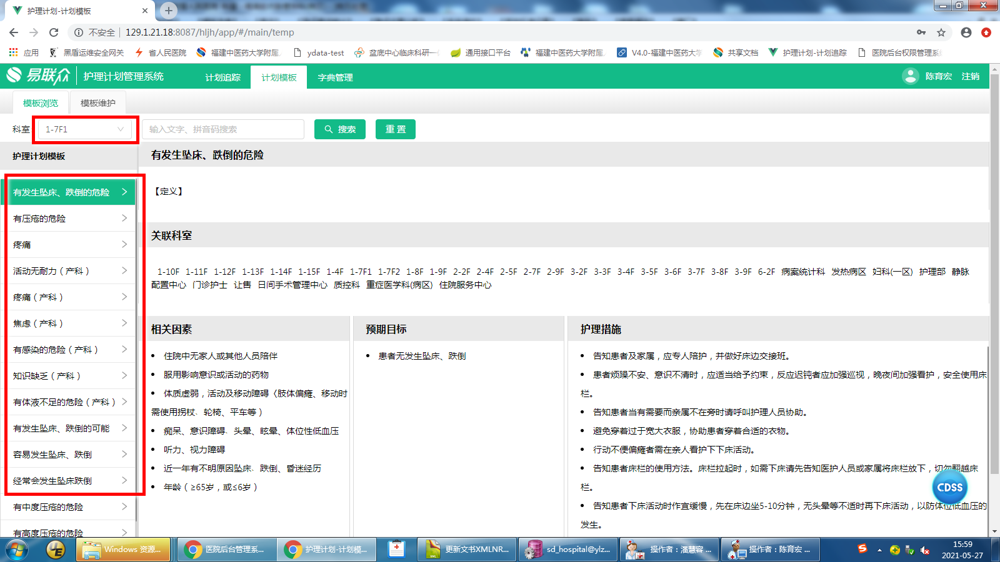 护理计划-计划模板
不安全 129.1.21.18:8087/hljh/app/#/main/temp
应用 黑盾运维安全网关 省人民医院 福建中医药大学附属 ydata-test 盆底中心临床科研一 通用接口平台 福建中医药大学附属 V4.0-福建中医药大学 共享文档 护理计划-计划追踪 医院后台权限管理系
易联众 护理计划管理系统 计划追踪 计划模板 字典管理 陈育宏 注销
模板浏览 模板维护
科室 1-7F1 输入文字、拼音码搜索 搜索 重 置
护理计划模板
有发生坠床、跌倒的危险
有压疮的危险
疼痛
活动无耐力（产科）
疼痛（产科）
焦虑（产科）
有感染的危险（产科）
知识缺乏（产科）
有体液不足的危险（产科）
有发生坠床、跌倒的可能
容易发生坠床、跌倒
经常会发生坠床跌倒
有中度压疮的危险
有高度压疮的危险
有发生坠床、跌倒的危险
【定义】
关联科室
1-10F 1-11F 1-12F 1-13F 1-14F 1-15F 1-4F 1-7F1 1-7F2 1-8F 1-9F 2-2F 2-4F 2-5F 2-7F 2-9F 3-2F 3-3F 3-4F 3-5F 3-6F 3-7F 3-8F 3-9F 6-2F 病案统计科 发热病区 妇科(一区) 护理部 静脉
配置中心 门诊护士 让售 日间手术管理中心 质控科 重症医学科(病区) 住院服务中心
相关因素
• 住院中无家人或其他人员陪伴
• 服用影响意识或活动的药物
• 体质虚弱，活动及移动障碍（肢体偏瘫、移动时
需使用拐杖、轮椅、平车等）
• 痴呆、意识障碍、头晕、眩晕、体位性低血压
• 听力、视力障碍
• 近一年有不明原因坠床、跌倒、昏迷经历
• 年龄（≥65岁，或≤6岁）
预期目标
• 患者无发生坠床、跌倒
护理措施
• 告知患者及家属，应专人陪护，并做好床边交接班。
• 患者烦躁不安、意识不清时，应适当给予约束，反应迟钝者应加强巡视，晚夜间加强看护，安全使用床
栏。
• 告知患者当有需要而亲属不在旁时请呼叫护理人员协助。
• 避免穿着过于宽大衣服，协助患者穿着合适的衣物。
• 行动不便偏瘫者需在亲人看护下下床活动。
• 告知患者床栏的使用方法。床栏拉起时，如需下床请先告知医护人员或家属将床栏放下，切勿翻越床
栏。
• 告知患者下床活动时作宜缓慢，先在床边坐5-10分钟，无头晕等不适时再下床活动，以防体位低血压的
发生。
CDSS
Windows 资源... 医院后台管理系... 护理计划-计划模... 更新文书XMLNR... sd_hospital@ylz... 操作者：潘慧容 ... 操作者：陈育宏 ...
15:59
2021-05-27